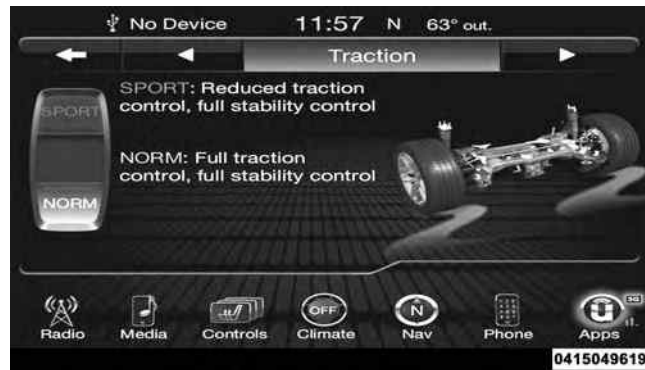 No Device 11:57 N 63° out.
Traction
SPORT: Reduced traction
control, full stability control
SPORT
NORM: Full traction
control, full stability control
NORM
OFF
N
3G
Radio Media Controls Climate Nav Phone Apps
0415049619